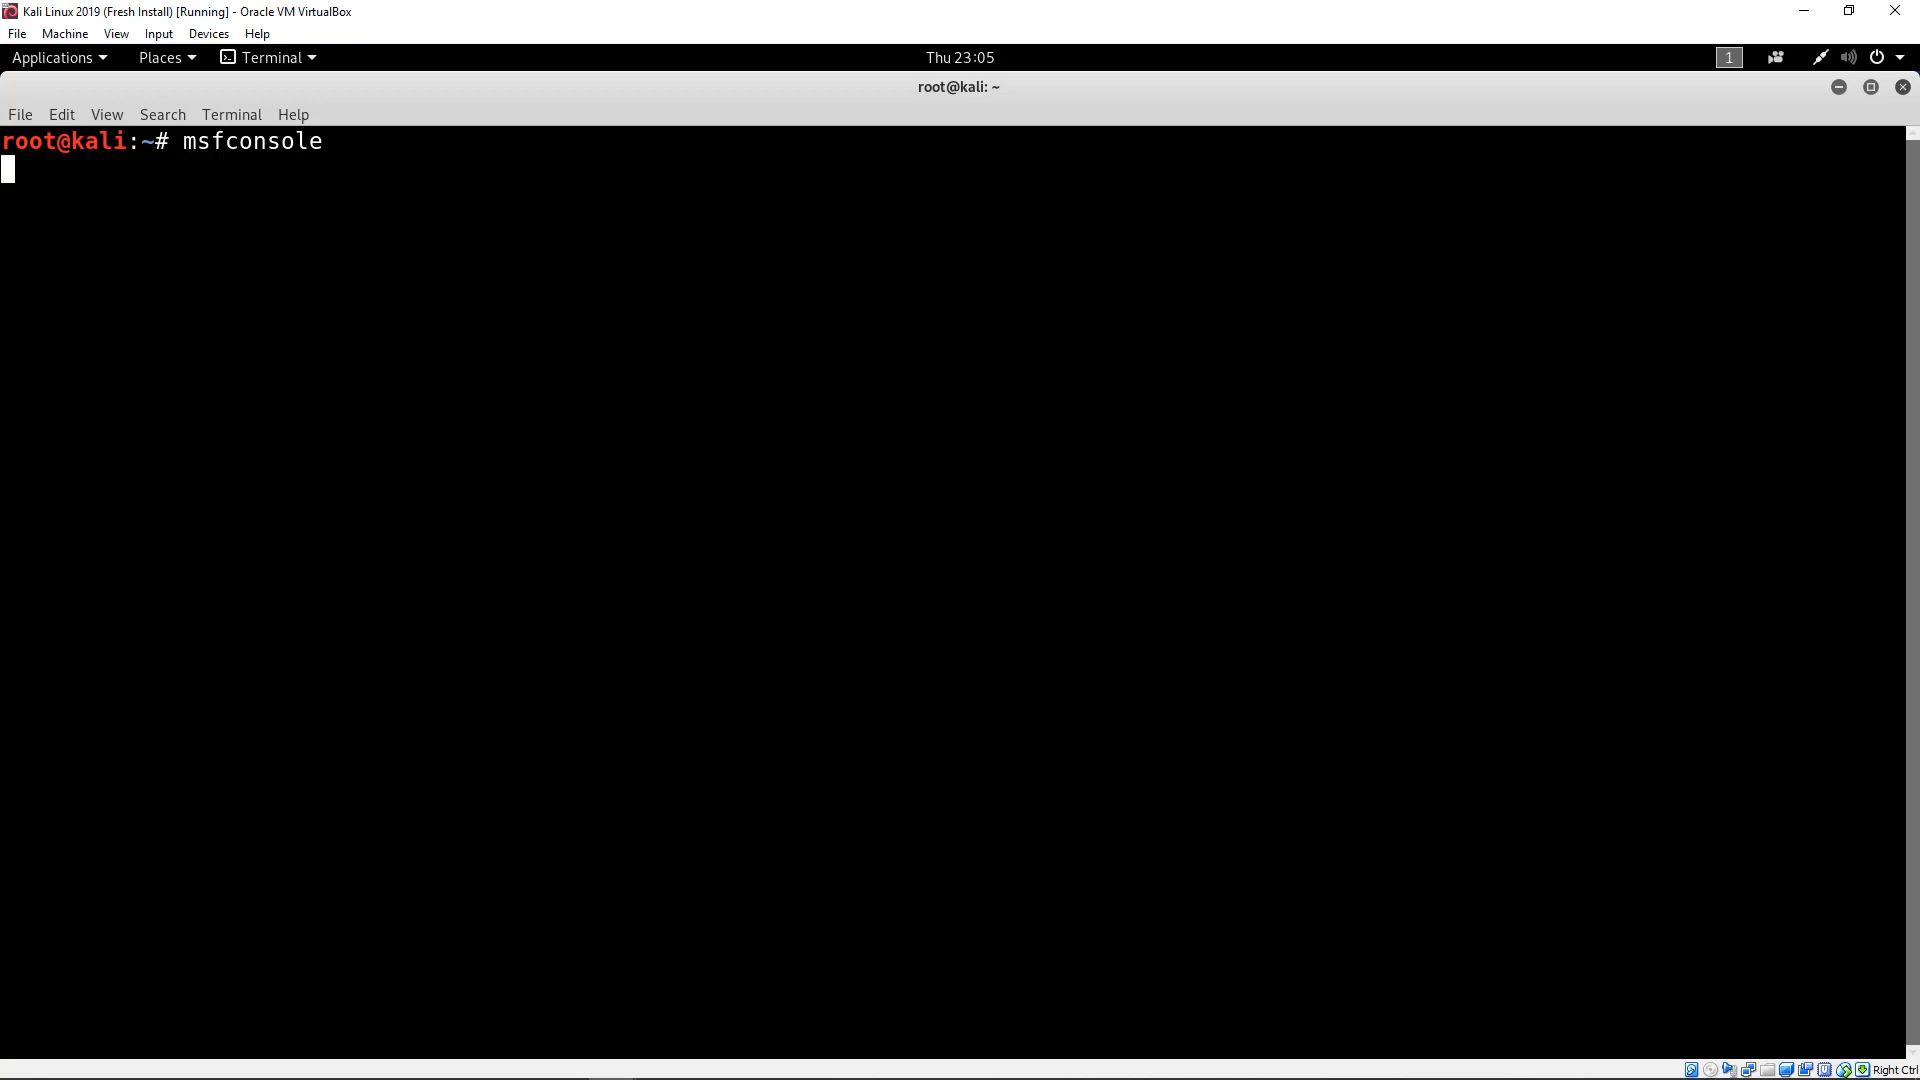 Kali Linux 2019 (Fresh Install) [Running] - Oracle VM VirtualBox
File Machine View Input Devices Help
Applications Places Terminal Thu 23:05 1
root@kali: ~
File Edit View Search Terminal Help
root@kali:~# msfconsole
Right Ctrl